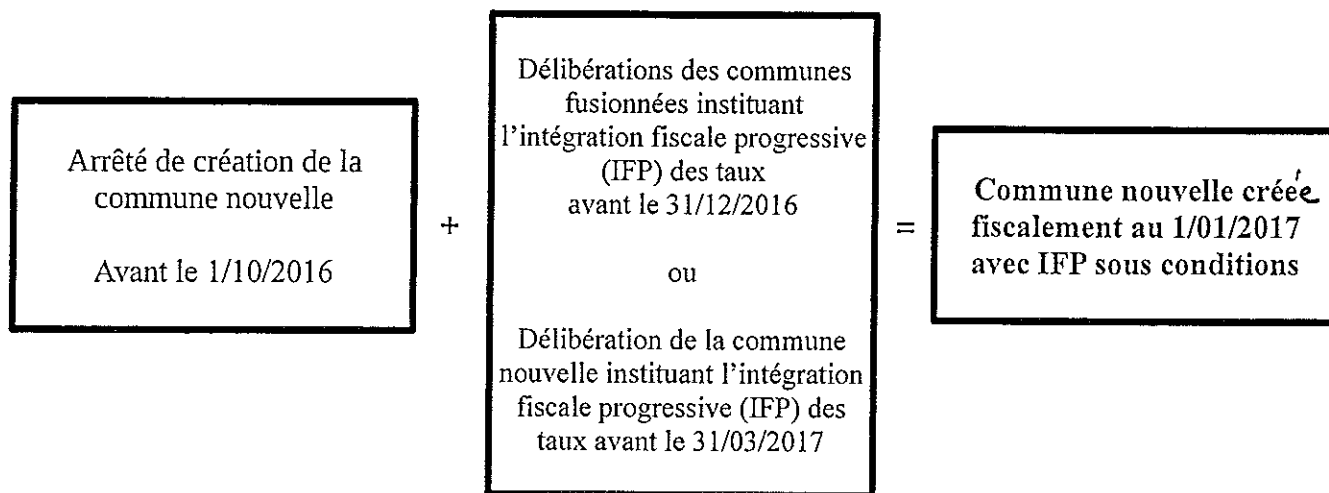 Arrêté de création de la
commune nouvelle
Avant le 1/10/2016
+
Délibérations des communes
fusionnées instituant
l'intégration fiscale progressive
(IFP) des taux
avant le 31/12/2016
ou
Délibération de la commune
nouvelle instituant l'intégration
fiscale progressive (IFP) des
taux avant le 31/03/2017
=
Commune nouvelle créée
fiscalement au 1/01/2017
avec IFP sous conditions